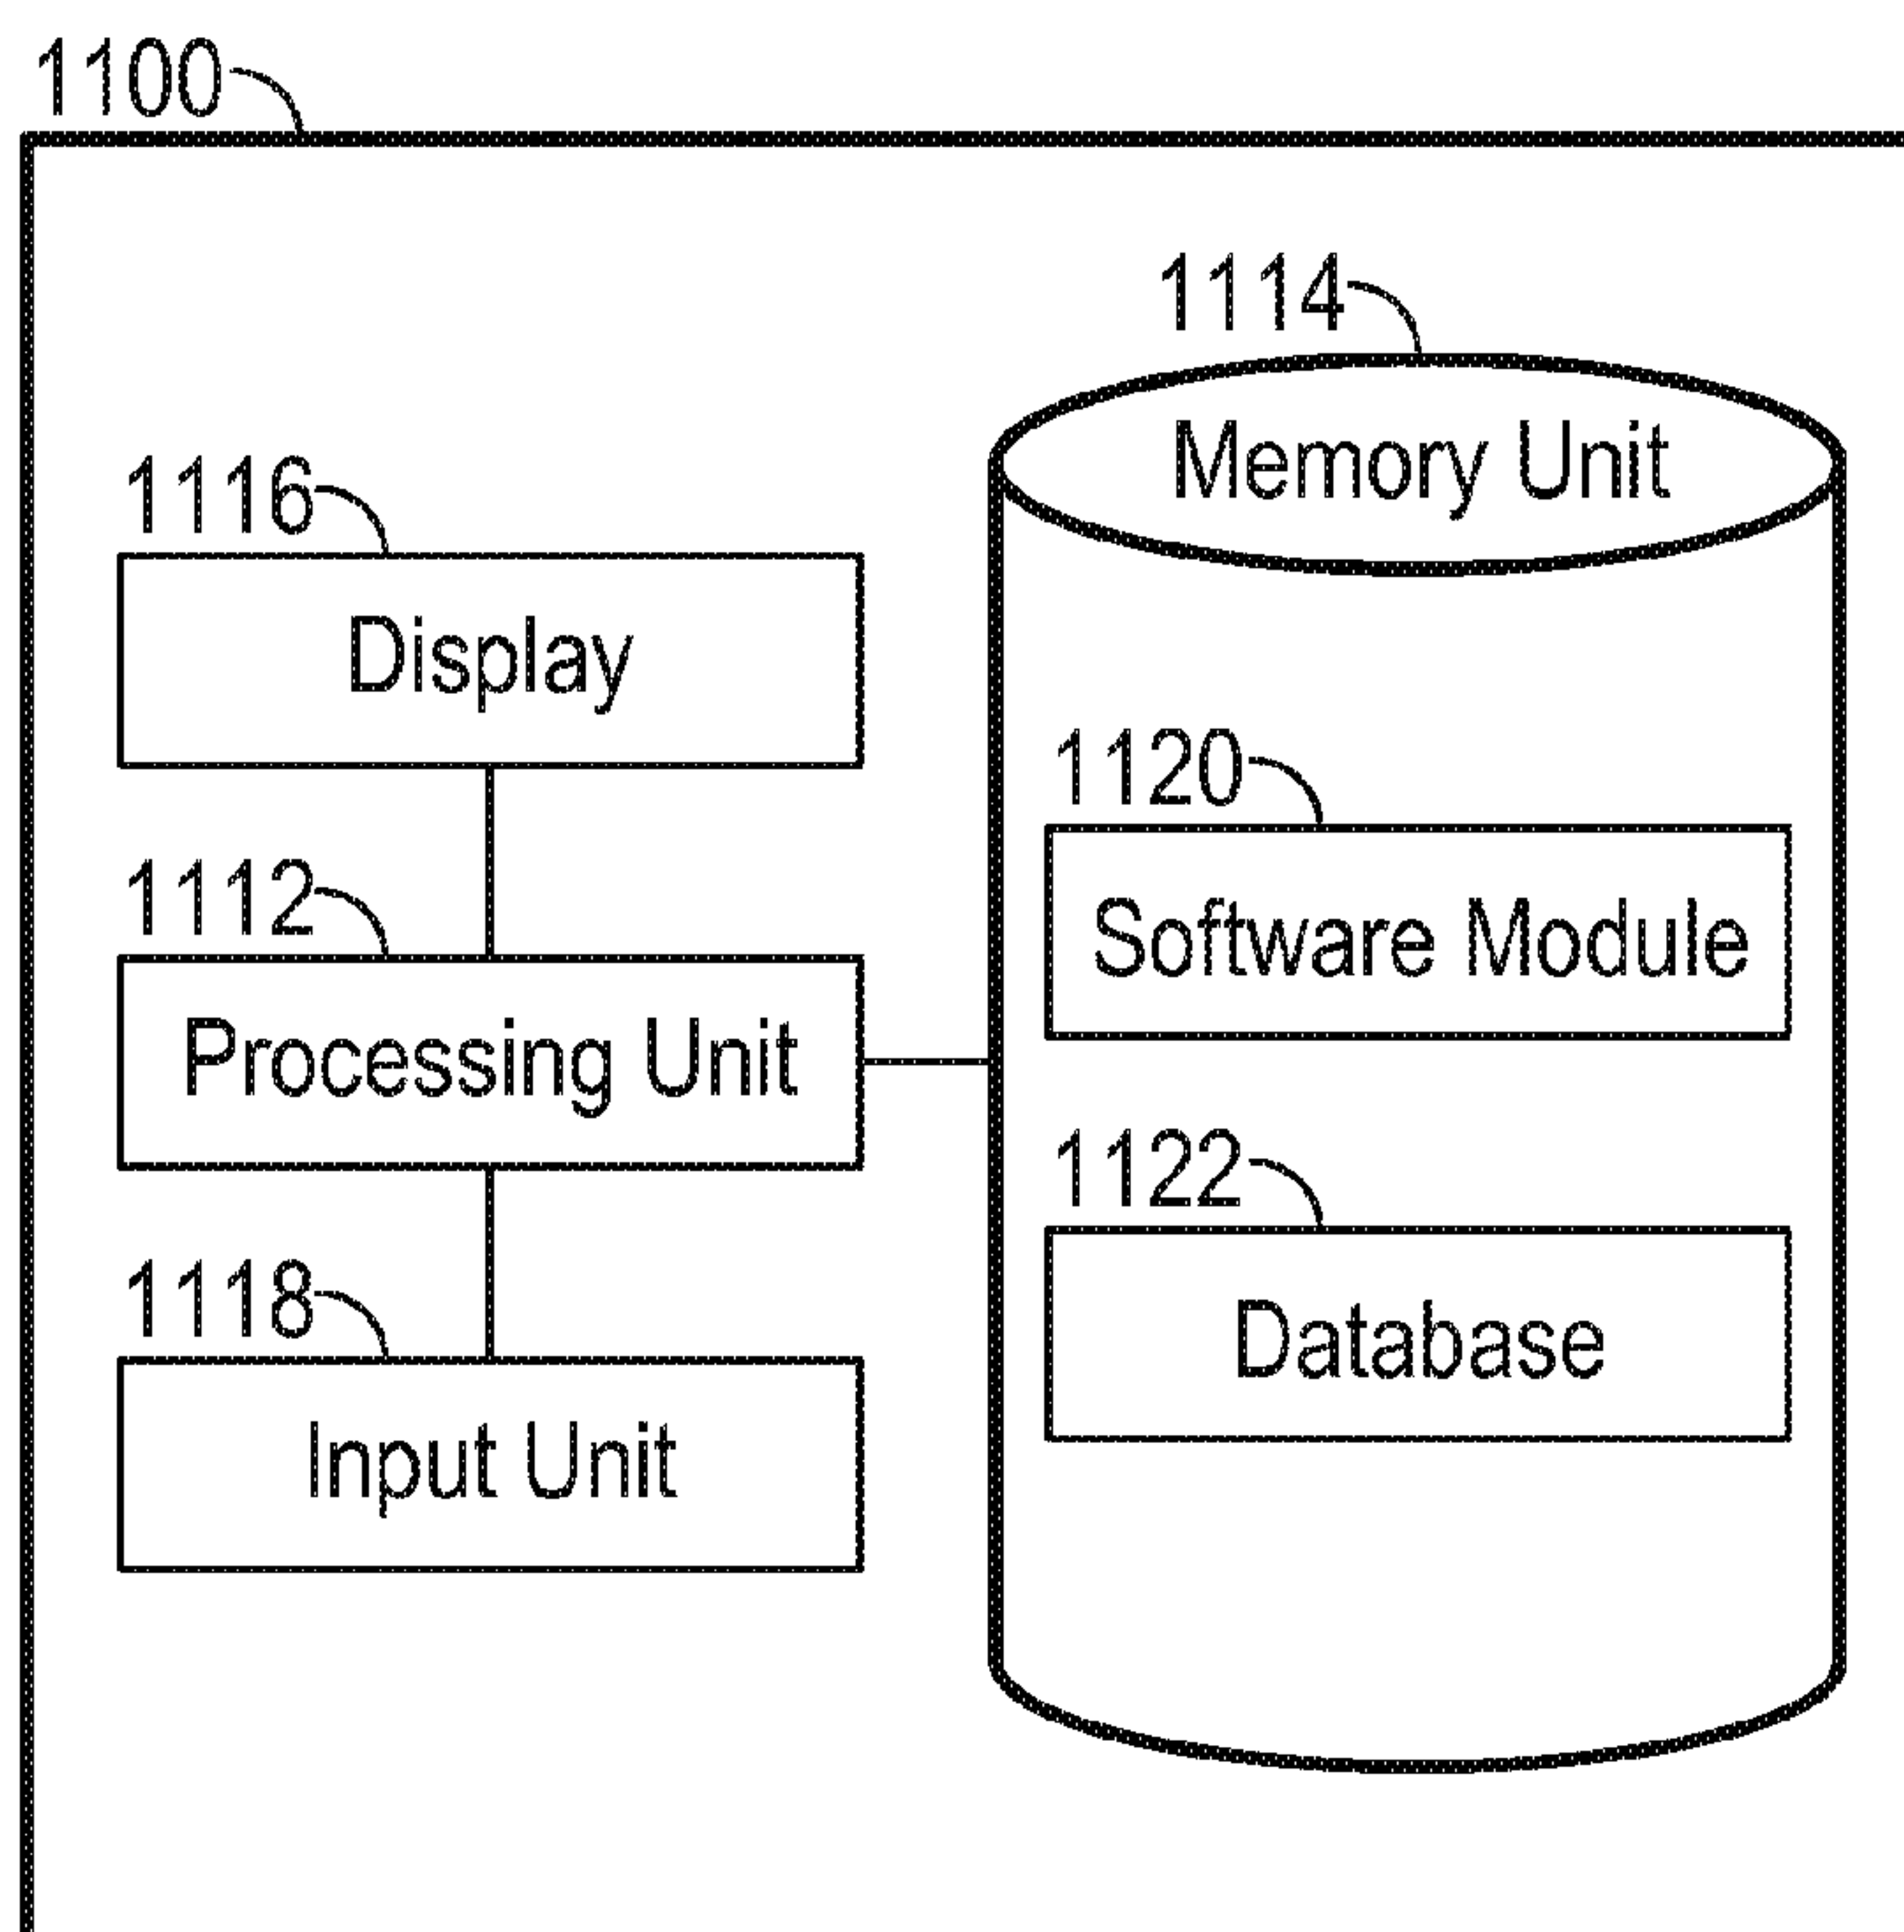 1100
1114
Memory Unit
1116
Display
1120
Software Module
1112
Processing Unit
1122
Database
1118
Input Unit